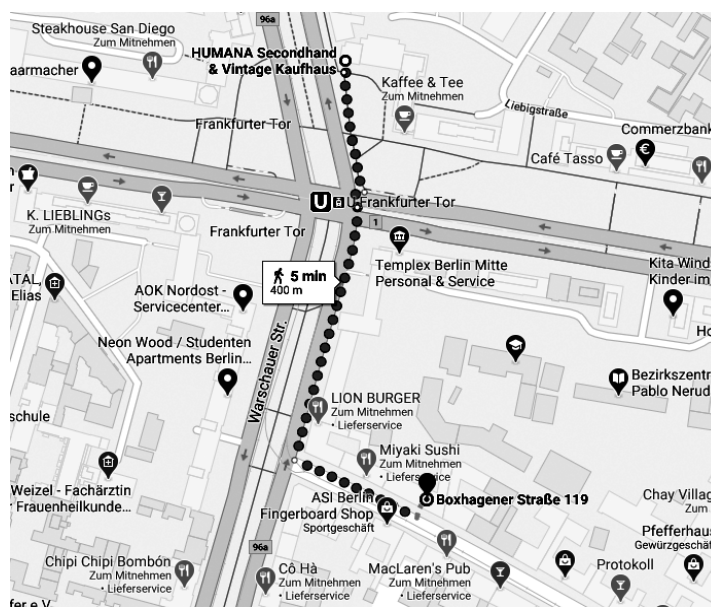 Steakhouse San Diego
Zum Mitnehmen
96a
HUMANA Secondhand
& Vintage Kaufhaus
aarmacher
Kaffee & Tee
Zum Mitnehmen
Liebigstraße
Frankfurter Tor
Commerzbank
Café Tasso
€
K. LIEBLINGs
Zum Mitnehmen
U
U Frankfurter Tor
1
Frankfurter Tor
Templex Berlin Mitte
Personal & Service
Kita Wind
Kinder im
5 min
400 m
ATAL,
Elias
AOK Nordost -
Servicecenter...
Ho
Neon Wood / Studenten
Apartments Berlin...
Warschauer Str.
Bezirkszent
Pablo Nerud
LION BURGER
Zum Mitnehmen
• Lieferservice
schule
Miyaki Sushi
Zum Mitnehmen
• Lieferservice
Weizel - Fachärztin
Frauenheilkunde...
ASI Berlin
Fingerboard Shop
Sportgeschäft
Boxhagener Straße 119
Chay Villag
Zum
Pfefferhaus
Gewürzgeschäf
96a
Chipi Chipi Bombón
Zum Mitnehmen
• Lieferservice
Cô Hà
Zum Mitnehmen
• Lieferservice
MacLaren's Pub
Zum Mitnehmen
• Lieferservice
Protokoll
fer e.V.